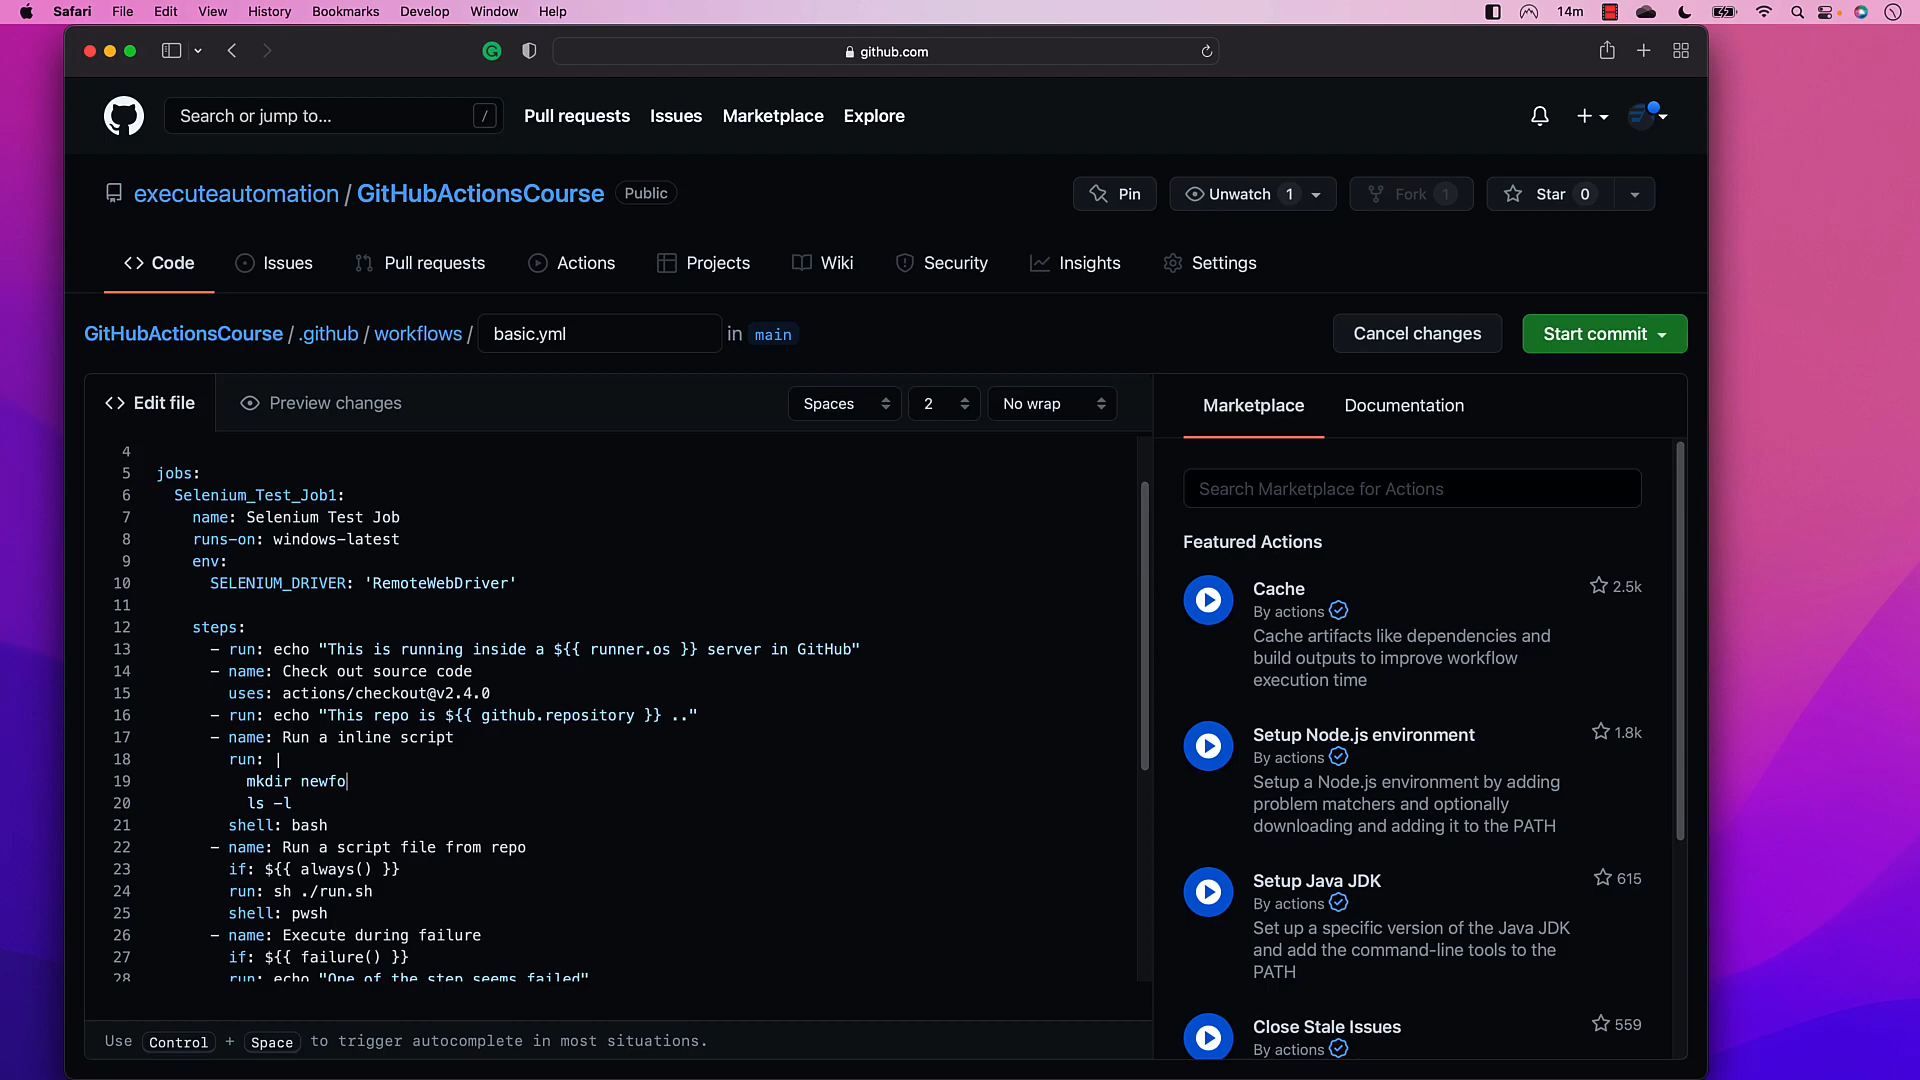 Safari File Edit View History Bookmarks Develop Window Help 14m
github.com
Search or jump to... / Pull requests Issues Marketplace Explore
executeautomation / GitHubActionsCourse Public Pin Unwatch 1 Fork 1 Star 0
Code Issues Pull requests Actions Projects Wiki Security Insights Settings
GitHubActionsCourse / .github / workflows / basic.yml in main Cancel changes Start commit
Edit file Preview changes Spaces 2 No wrap
4
5 jobs:
6 Selenium_Test_Job1:
7 name: Selenium Test Job
8 runs-on: windows-latest
9 env:
10 SELENIUM_DRIVER: 'RemoteWebDriver'
11
12 steps:
13 - run: echo "This is running inside a ${{ runner.os }} server in GitHub"
14 - name: Check out source code
15 uses: actions/checkout@v2.4.0
16 - run: echo "This repo is ${{ github.repository }} .."
17 - name: Run a inline script
18 run: |
19 mkdir newfo
20 ls -l
21 shell: bash
22 - name: Run a script file from repo
23 if: ${{ always() }}
24 run: sh ./run.sh
25 shell: pwsh
26 - name: Execute during failure
27 if: ${{ failure() }}
28 run: echo "One of the step seems failed"
Use Control + Space to trigger autocomplete in most situations.
Marketplace Documentation
Search Marketplace for Actions
Featured Actions
Cache 2.5k
By actions
Cache artifacts like dependencies and
build outputs to improve workflow
execution time
Setup Node.js environment 1.8k
By actions
Setup a Node.js environment by adding
problem matchers and optionally
downloading and adding it to the PATH
Setup Java JDK 615
By actions
Set up a specific version of the Java JDK
and add the command-line tools to the
PATH
Close Stale Issues 559
By actions